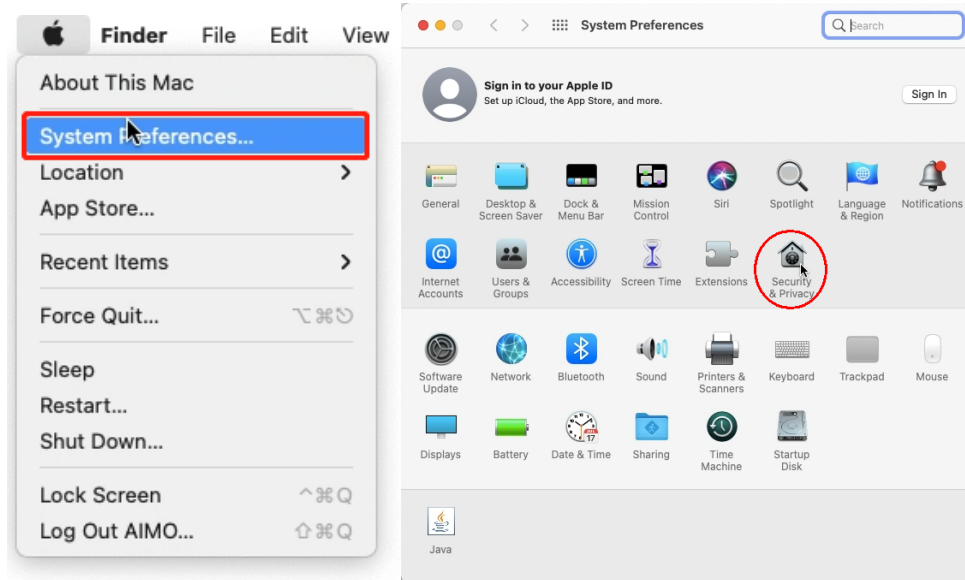 Finder File Edit View
About This Mac
System Preferences...
Location
App Store...
Recent Items
Force Quit... ⌥⌘⎋
Sleep
Restart...
Shut Down...
Lock Screen ^⌘Q
Log Out AIMO... ⇧⌘Q
System Preferences
Search
Sign in to your Apple ID
Set up iCloud, the App Store, and more.
Sign In
General
Desktop &
Screen Saver
Dock &
Menu Bar
Mission
Control
Siri
Spotlight
Language
& Region
Notifications
Internet
Accounts
Users &
Groups
Accessibility
Screen Time
Extensions
Security
& Privacy
Software
Update
Network
Bluetooth
Sound
Printers &
Scanners
Keyboard
Trackpad
Mouse
Displays
Battery
17
Date & Time
Sharing
Time
Machine
Startup
Disk
Java